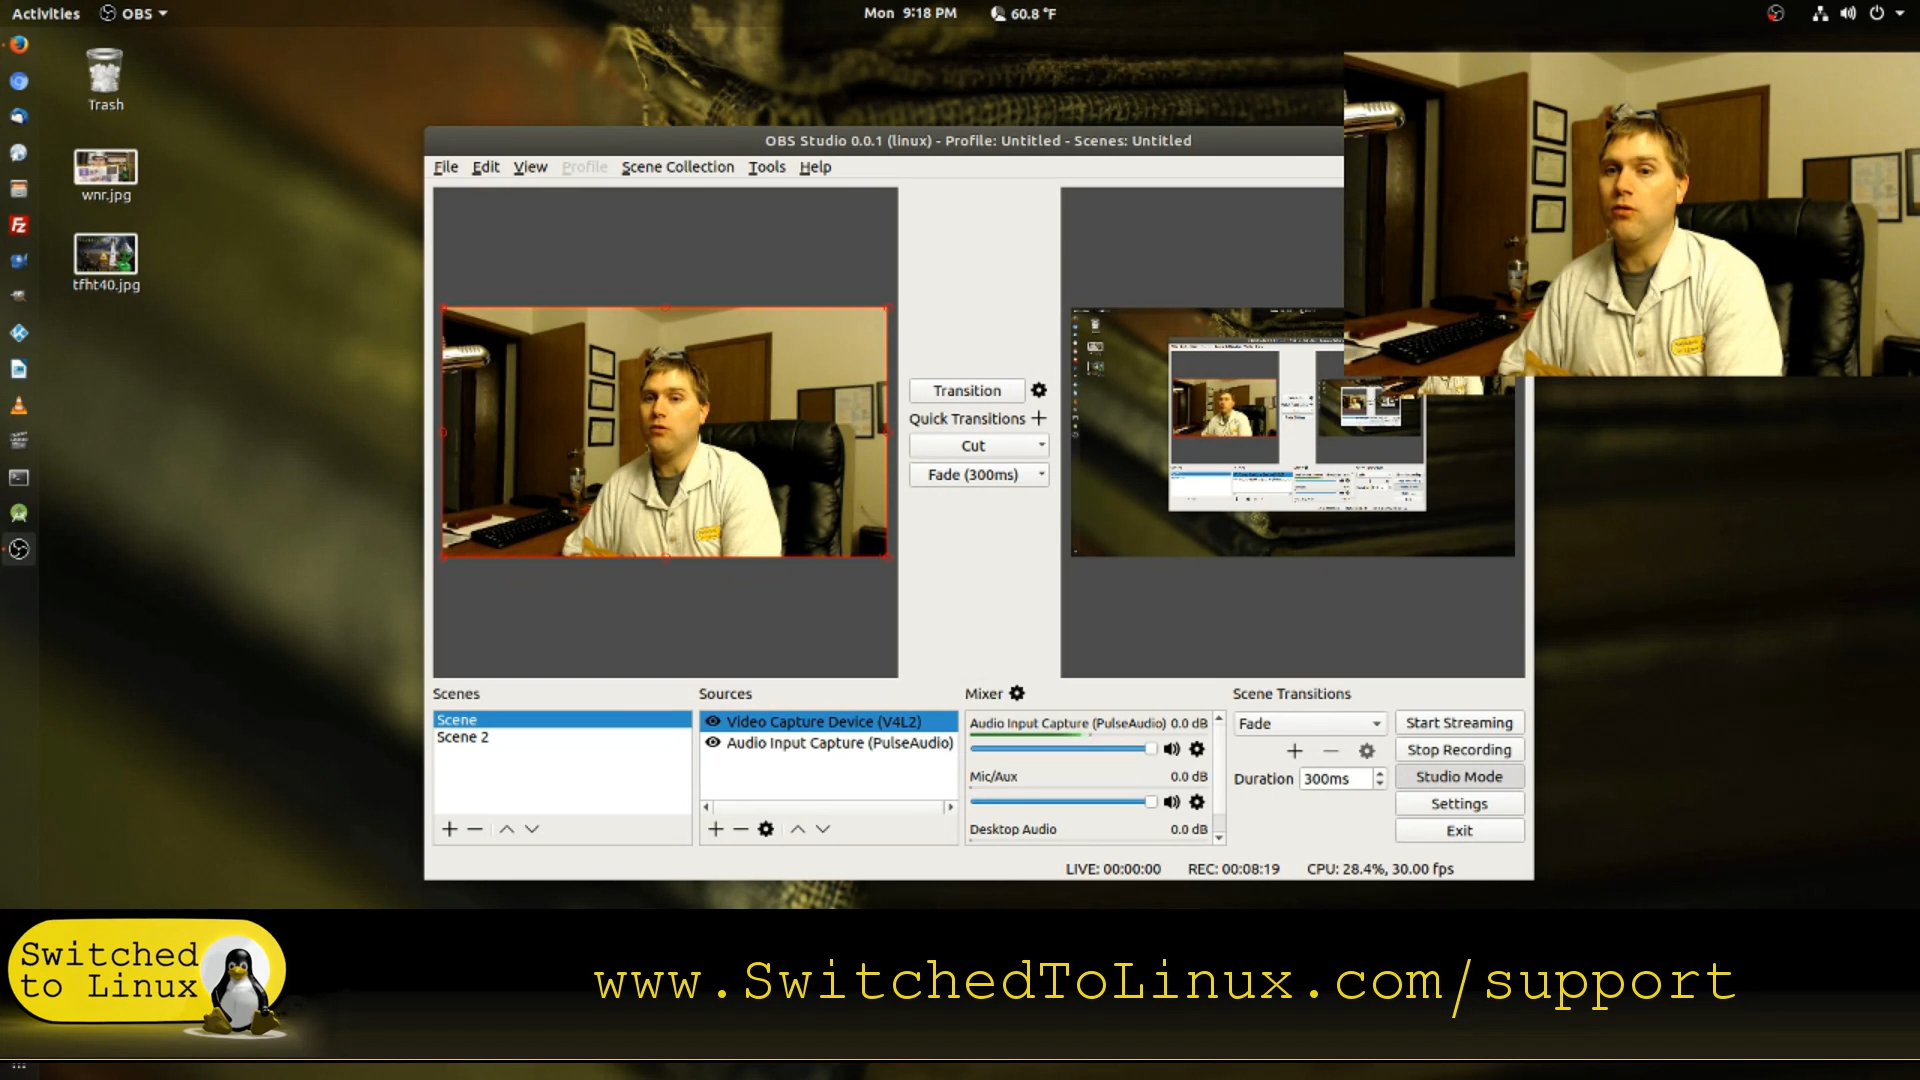 Activities
OBS
Mon 9:18 PM
60.8 °F
Trash
wnr.jpg
tfht40.jpg
OBS Studio 0.0.1 (linux) - Profile: Untitled - Scenes: Untitled
File Edit View Profile Scene Collection Tools Help
Transition
Quick Transitions
Cut
Fade (300ms)
Scenes
Scene
Scene 2
Sources
Video Capture Device (V4L2)
Audio Input Capture (PulseAudio)
Mixer
Audio Input Capture (PulseAudio) 0.0 dB
Mic/Aux 0.0 dB
Desktop Audio 0.0 dB
Scene Transitions
Fade
Duration 300ms
Start Streaming
Stop Recording
Studio Mode
Settings
Exit
LIVE: 00:00:00 REC: 00:08:19 CPU: 28.4%, 30.00 fps
Switched
to Linux
www.SwitchedToLinux.com/support